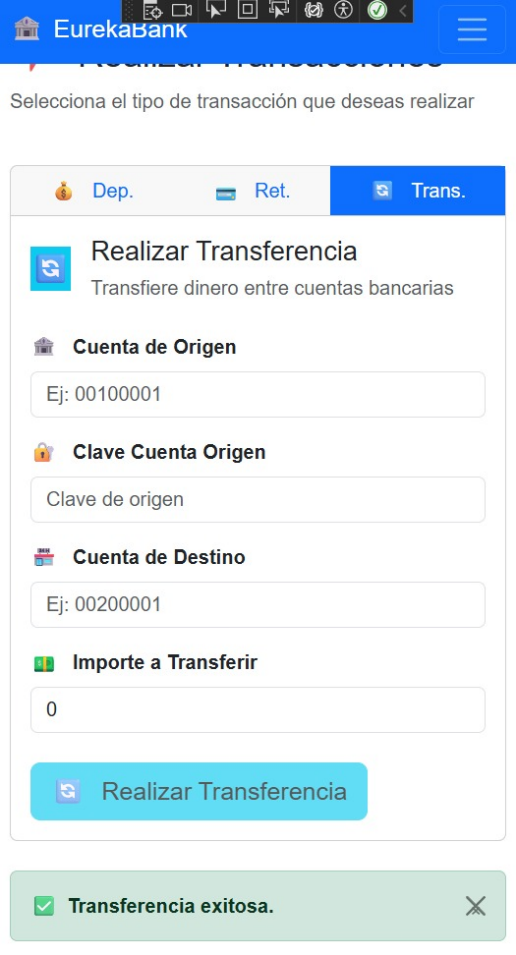 EurekaBank
Realizar Transacciones
Selecciona el tipo de transacción que deseas realizar
Dep.
Ret.
Trans.
Realizar Transferencia
Transfiere dinero entre cuentas bancarias
Cuenta de Origen
Ej: 00100001
Clave Cuenta Origen
Clave de origen
Cuenta de Destino
Ej: 00200001
Importe a Transferir
0
Realizar Transferencia
Transferencia exitosa.